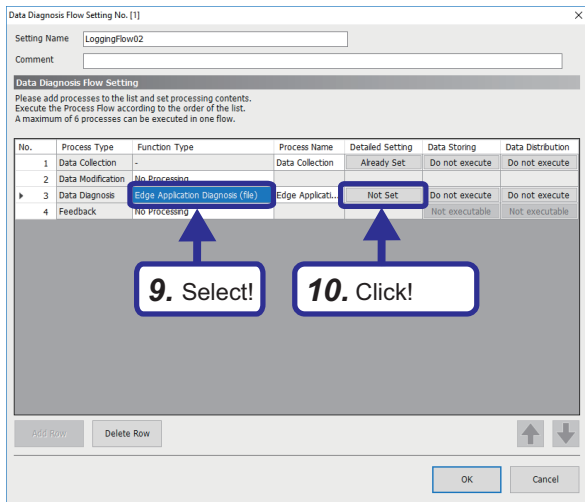 Data Diagnosis Flow Setting No. [1]
Setting Name LoggingFlow02
Comment
Data Diagnosis Flow Setting
Please add processes to the list and set processing contents.
Execute the Process Flow according to the order of the list.
A maximum of 6 processes can be executed in one flow.
No. Process Type Function Type Process Name Detailed Setting Data Storing Data Distribution
1 Data Collection - Data Collection Already Set Do not execute Do not execute
2 Data Modification No Processing
3 Data Diagnosis Edge Application Diagnosis (file) Edge Applicati... Not Set Do not execute Do not execute
4 Feedback No Processing Not executable Not executable
9. Select! 10. Click!
Add Row Delete Row
OK Cancel